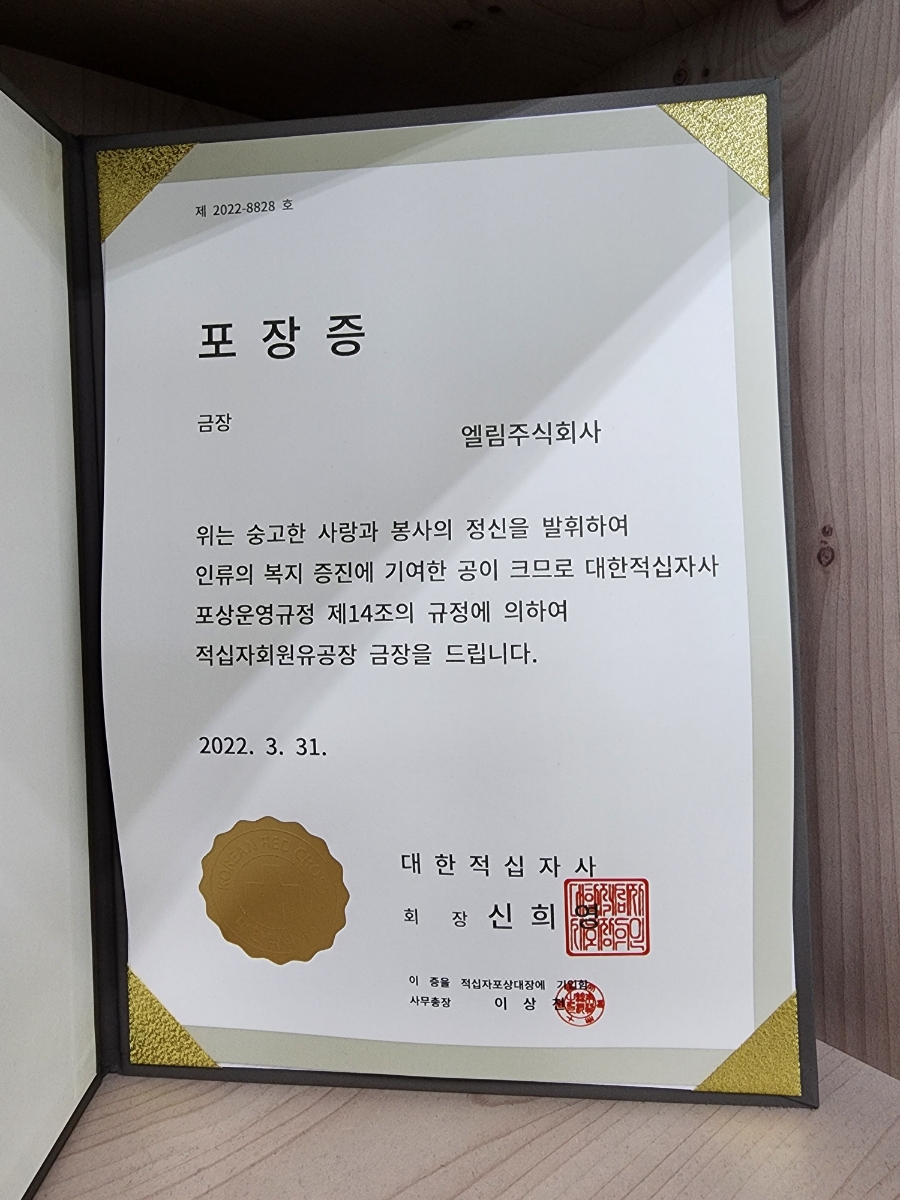 제 2022-8828 호
포 장 증
금장
엘림주식회사
위는 숭고한 사랑과 봉사의 정신을 발휘하여
인류의 복지 증진에 기여한 공이 크므로 대한적십자사
포상운영규정 제14조의 규정에 의하여
적십자회원유공장 금장을 드립니다.
2022. 3. 31.
KOREAN RED
대 한 적 십 자 사
회 장 신 희 영
이 증을 적십자포상대장에 기입함
사무총장 이 상 천